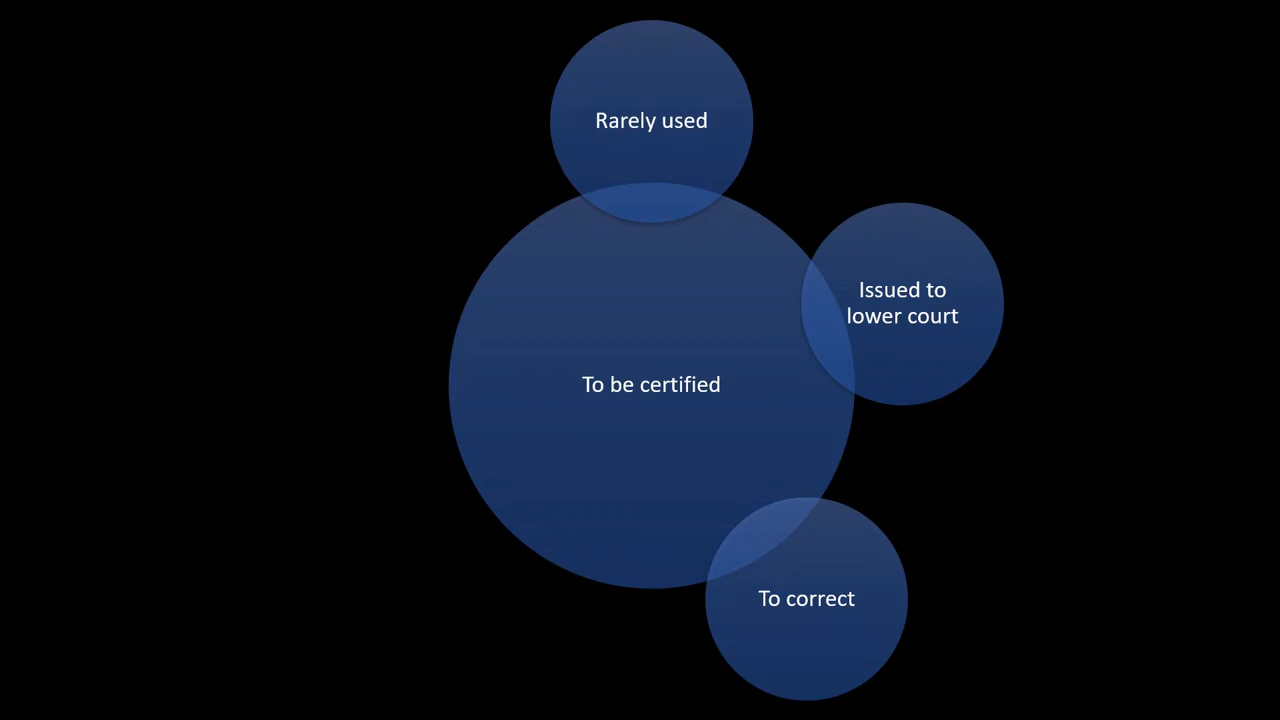 Rarely used
Issued to
lower court
To be certified
To correct